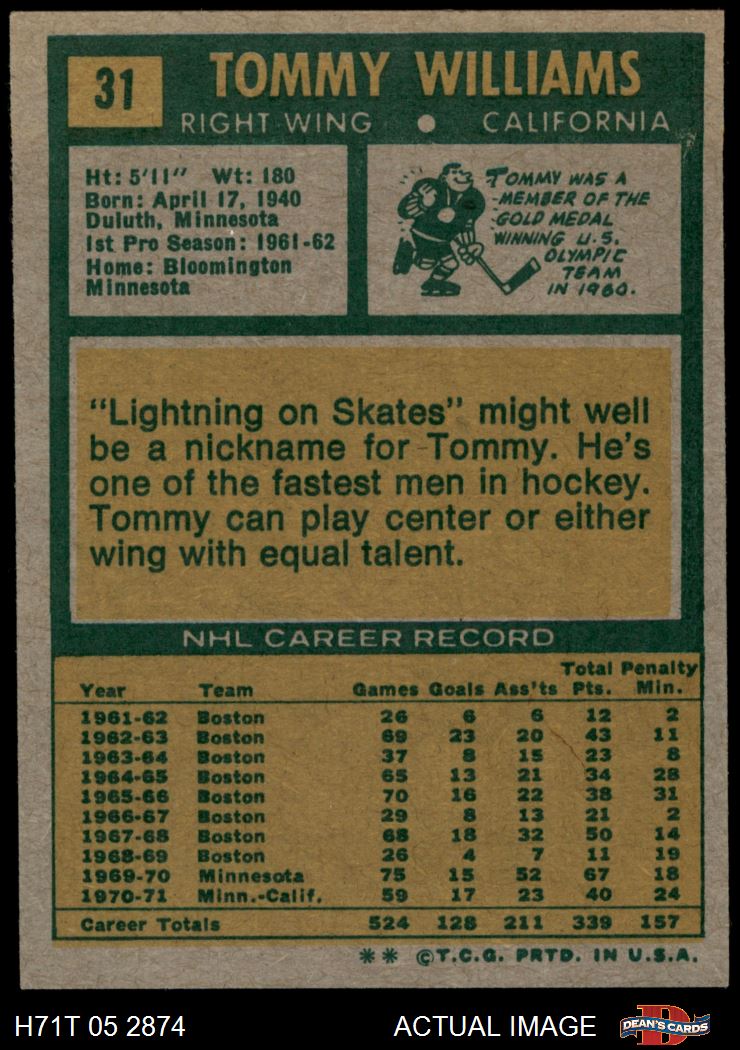 31
TOMMY WILLIAMS
RIGHT WING ● CALIFORNIA
Ht: 5'11" Wt: 180
Born: April 17, 1940
Duluth, Minnesota
1st Pro Season: 1961-62
Home: Bloomington
Minnesota
TOMMY WAS A
MEMBER OF THE
GOLD MEDAL
WINNING U.S.
OLYMPIC
TEAM
IN 1960.
"Lightning on Skates" might well
be a nickname for Tommy. He's
one of the fastest men in hockey.
Tommy can play center or either
wing with equal talent.
NHL CAREER RECORD
Total Penalty
Year Team Games Goals Ass'ts Pts. Min.
1961-62 Boston 26 6 6 12 2
1962-63 Boston 69 23 20 43 11
1963-64 Boston 37 8 15 23 8
1964-65 Boston 65 13 21 34 28
1965-66 Boston 70 16 22 38 31
1966-67 Boston 29 8 13 21 2
1967-68 Boston 68 18 32 50 14
1968-69 Boston 26 4 7 11 19
1969-70 Minnesota 75 15 52 67 18
1970-71 Minn.-Calif. 59 17 23 40 24
Career Totals 524 128 211 339 157
** ©T.C.G. PRTD. IN U.S.A.
H71T 05 2874 ACTUAL IMAGE D DEAN'S CARDS